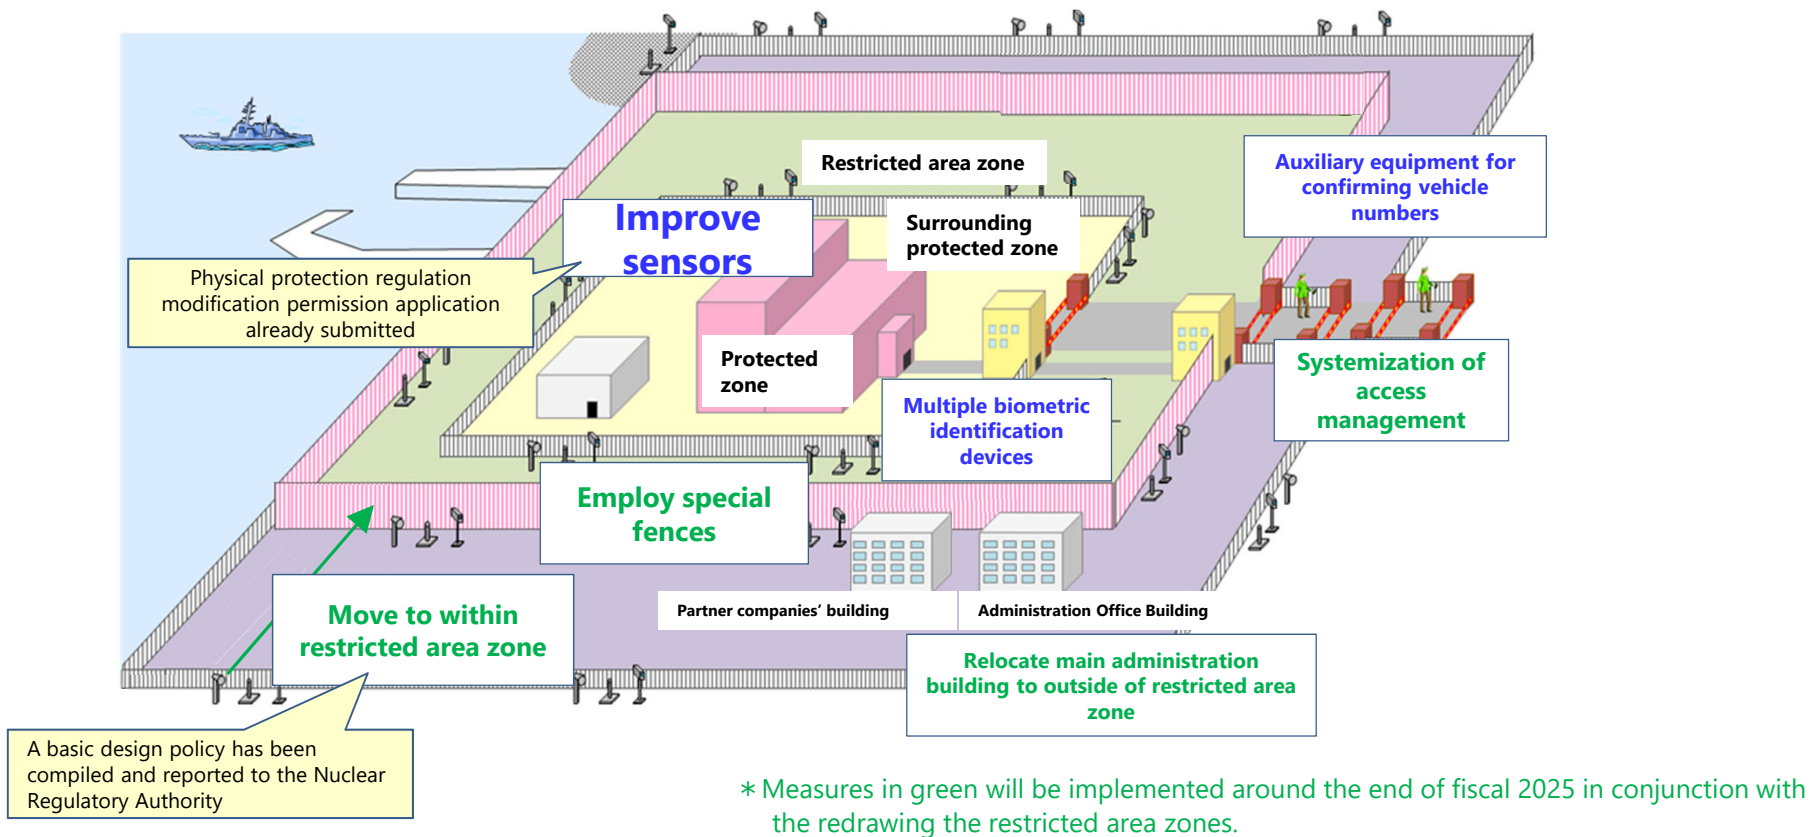 Restricted area zone
Auxiliary equipment for
confirming vehicle
numbers
Improve
sensors
Surrounding
protected zone
Physical protection regulation
modification permission application
already submitted
Protected
zone
Systemization of
access
management
Multiple biometric
identification
devices
Employ special
fences
Move to within
restricted area zone
Partner companies’ building
Administration Office Building
Relocate main administration
building to outside of restricted area
zone
A basic design policy has been
compiled and reported to the Nuclear
Regulatory Authority
＊Measures in green will be implemented around the end of fiscal 2025 in conjunction with
the redrawing the restricted area zones.